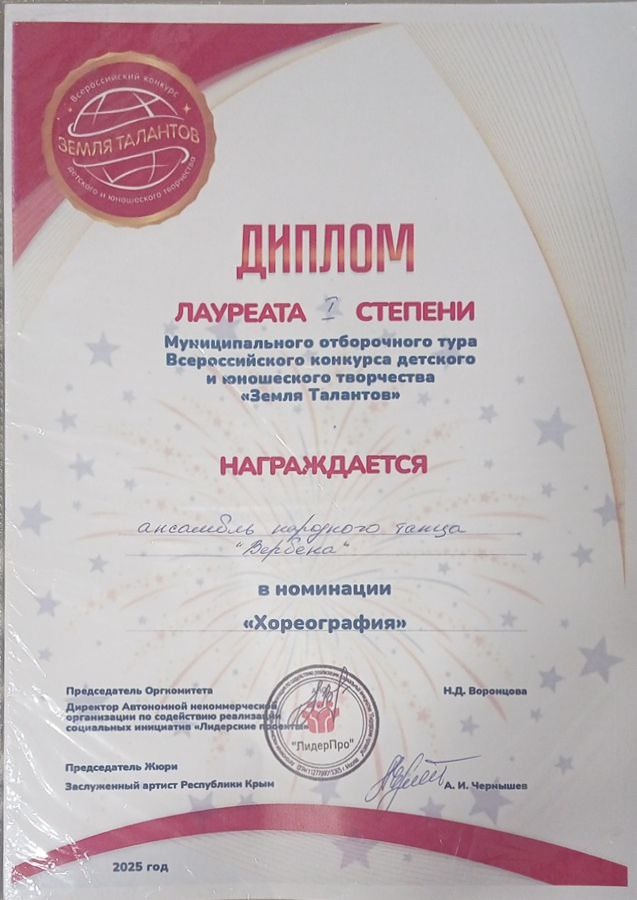 Всероссийский конкурс
ЗЕМЛЯ ТАЛАНТОВ
детского и юношеского творчества
ДИПЛОМ
ЛАУРЕАТА I СТЕПЕНИ
Муниципального отборочного тура
Всероссийского конкурса детского
и юношеского творчества
«Земля Талантов»
НАГРАЖДАЕТСЯ
ансамбль народного танца
"Вербена"
в номинации
«Хореография»
Председатель Оргкомитета Н.Д. Воронцова
Директор Автономной некоммерческой
организации по содействию реализации
социальных инициатив «Лидерские проекты»
"ЛидерПро"
Председатель Жюри
Заслуженный артист Республики Крым А. И. Чернышев
2025 год